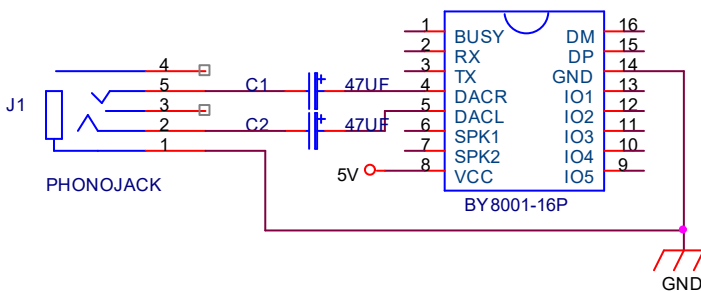 1 BUSY DM 16
2 RX DP 15
4 3 TX GND 14
5 C1 47UF 4 DACR IO1 13
J1 3 5 DACL IO2 12
2 C2 47UF 6 SPK1 IO3 11
1 7 SPK2 IO4 10
5V 8 VCC IO5 9
PHONOJACK
BY8001-16P
GND